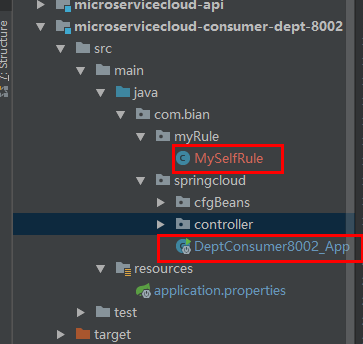 microservicecloud-api
microservicecloud-consumer-dept-8002
src
main
java
com.bian
myRule
MySelfRule
springcloud
cfgBeans
controller
DeptConsumer8002_App
resources
application.properties
test
target
7: Structure